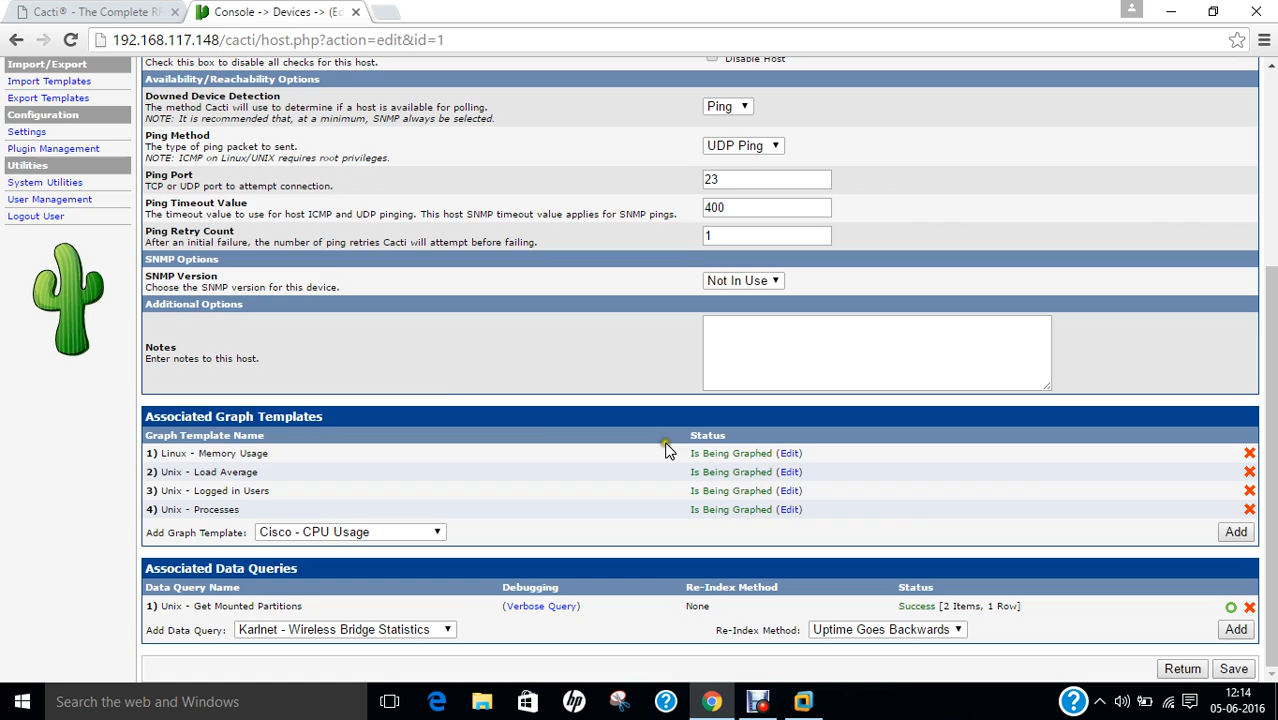 Cacti® - The Complete RR
Console -> Devices -> (Ed
192.168.117.148/cacti/host.php?action=edit&id=1
Import/Export
Import Templates
Export Templates
Configuration
Settings
Plugin Management
Utilities
System Utilities
User Management
Logout User
Check this box to disable all checks for this host.
Disable Host
Availability/Reachability Options
Downed Device Detection
The method Cacti will use to determine if a host is available for polling.
NOTE: It is recommended that, at a minimum, SNMP always be selected.
Ping
Ping Method
The type of ping packet to sent.
NOTE: ICMP on Linux/UNIX requires root privileges.
UDP Ping
Ping Port
TCP or UDP port to attempt connection.
23
Ping Timeout Value
The timeout value to use for host ICMP and UDP pinging. This host SNMP timeout value applies for SNMP pings.
400
Ping Retry Count
After an initial failure, the number of ping retries Cacti will attempt before failing.
1
SNMP Options
SNMP Version
Choose the SNMP version for this device.
Not In Use
Additional Options
Notes
Enter notes to this host.
Associated Graph Templates
Graph Template Name Status
1) Linux - Memory Usage Is Being Graphed (Edit)
2) Unix - Load Average Is Being Graphed (Edit)
3) Unix - Logged in Users Is Being Graphed (Edit)
4) Unix - Processes Is Being Graphed (Edit)
Add Graph Template: Cisco - CPU Usage Add
Associated Data Queries
Data Query Name Debugging Re-Index Method Status
1) Unix - Get Mounted Partitions (Verbose Query) None Success [2 Items, 1 Row]
Add Data Query: Karlnet - Wireless Bridge Statistics Re-Index Method: Uptime Goes Backwards Add
Return Save
Search the web and Windows
hp
12:14
05-06-2016